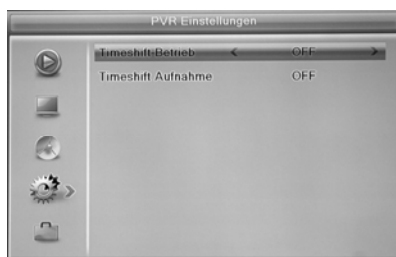 PVR Einstellungen
Timeshift-Betrieb < OFF >
Timeshift Aufnahme OFF